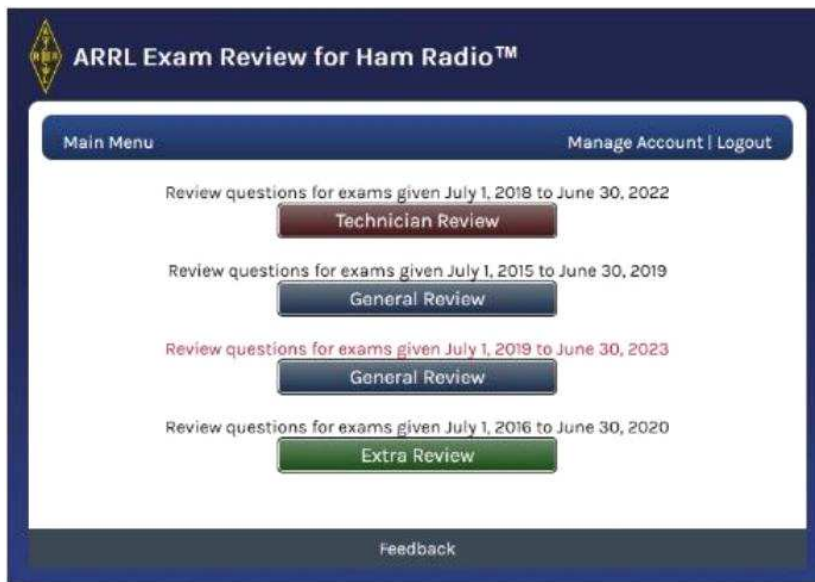 ARRL Exam Review for Ham Radio™
Main Menu
Manage Account | Logout
Review questions for exams given July 1, 2018 to June 30, 2022
Technician Review
Review questions for exams given July 1, 2015 to June 30, 2019
General Review
Review questions for exams given July 1, 2019 to June 30, 2023
General Review
Review questions for exams given July 1, 2016 to June 30, 2020
Extra Review
Feedback